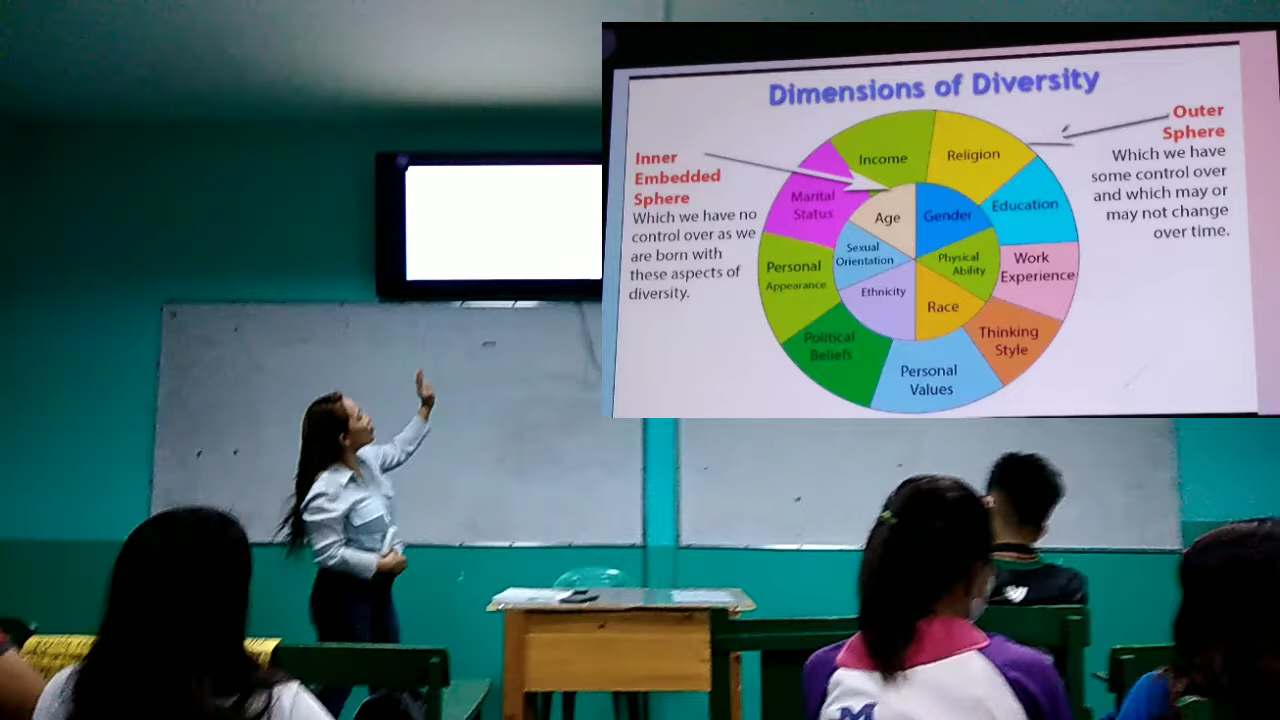 Dimensions of Diversity
Inner
Embedded
Sphere
Which we have no
control over as we
are born with
these aspects of
diversity.
Outer
Sphere
Which we have
some control over
and which may or
may not change
over time.
Income
Religion
Education
Work
Experience
Thinking
Style
Personal
Values
Political
Beliefs
Personal
Appearance
Marital
Status
Age
Gender
Physical
Ability
Race
Ethnicity
Sexual
Orientation
M